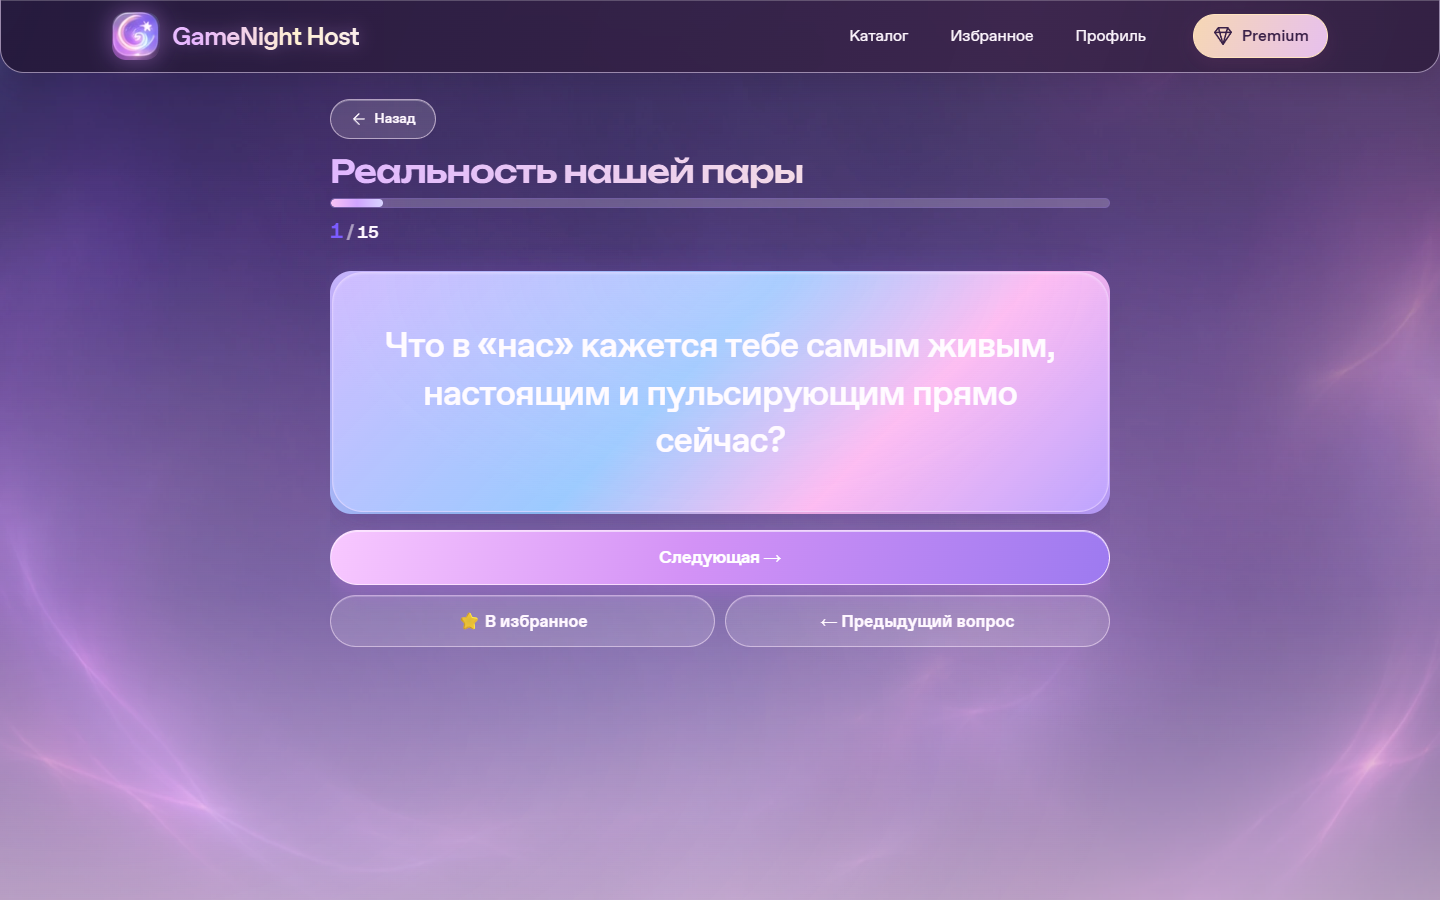 GameNight Host
Каталог
Избранное
Профиль
Premium
← Назад
Реальность нашей пары
1 / 15
Что в «нас» кажется тебе самым живым,
настоящим и пульсирующим прямо
сейчас?
Следующая →
⭐ В избранное
← Предыдущий вопрос